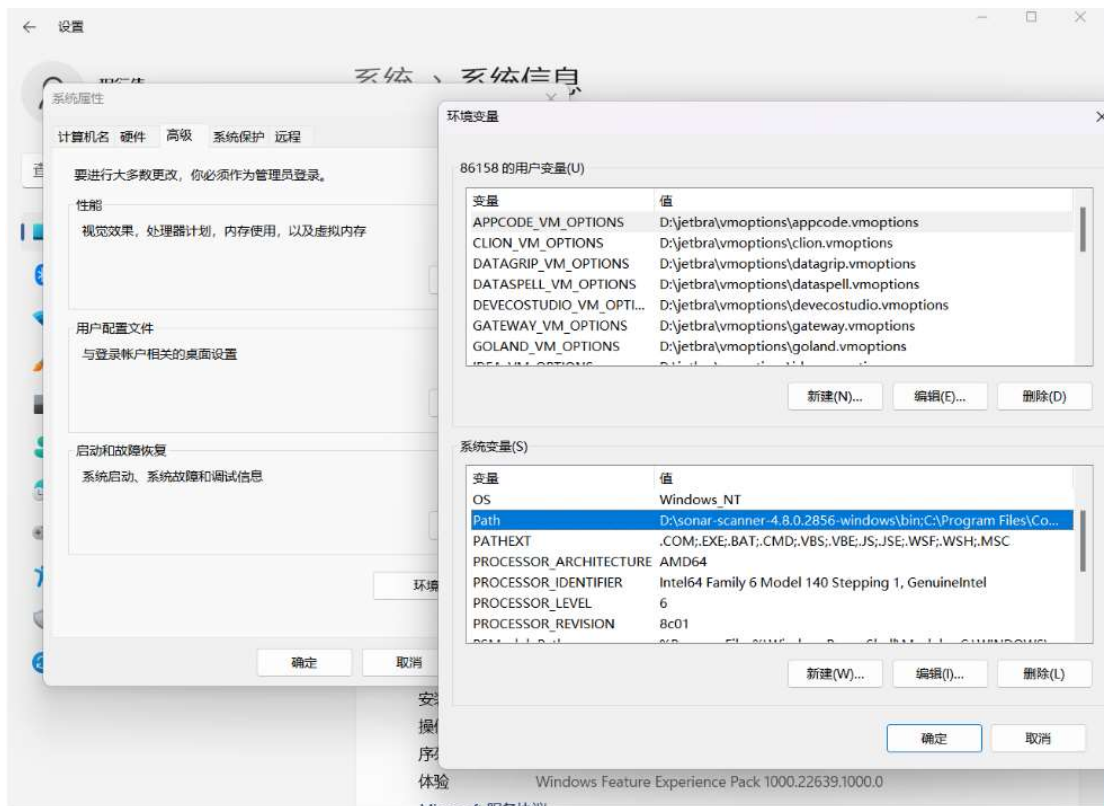 设置
系统 › 系统信息
系统属性
计算机名 硬件 高级 系统保护 远程
要进行大多数更改，你必须作为管理员登录。
性能
视觉效果，处理器计划，内存使用，以及虚拟内存
用户配置文件
与登录帐户相关的桌面设置
启动和故障恢复
系统启动、系统故障和调试信息
确定 取消
环境变量
86158 的用户变量(U)
变量 值
APPCODE_VM_OPTIONS D:\jetbra\vmoptions\appcode.vmoptions
CLION_VM_OPTIONS D:\jetbra\vmoptions\clion.vmoptions
DATAGRIP_VM_OPTIONS D:\jetbra\vmoptions\datagrip.vmoptions
DATASPELL_VM_OPTIONS D:\jetbra\vmoptions\dataspell.vmoptions
DEVECOSTUDIO_VM_OPTI... D:\jetbra\vmoptions\devecostudio.vmoptions
GATEWAY_VM_OPTIONS D:\jetbra\vmoptions\gateway.vmoptions
GOLAND_VM_OPTIONS D:\jetbra\vmoptions\goland.vmoptions
新建(N)... 编辑(E)... 删除(D)
系统变量(S)
变量 值
OS Windows_NT
Path D:\sonar-scanner-4.8.0.2856-windows\bin;C:\Program Files\Co...
PATHEXT .COM;.EXE;.BAT;.CMD;.VBS;.VBE;.JS;.JSE;.WSF;.WSH;.MSC
PROCESSOR_ARCHITECTURE AMD64
PROCESSOR_IDENTIFIER Intel64 Family 6 Model 140 Stepping 1, GenuineIntel
PROCESSOR_LEVEL 6
PROCESSOR_REVISION 8c01
新建(W)... 编辑(I)... 删除(L)
确定 取消
体验 Windows Feature Experience Pack 1000.22639.1000.0